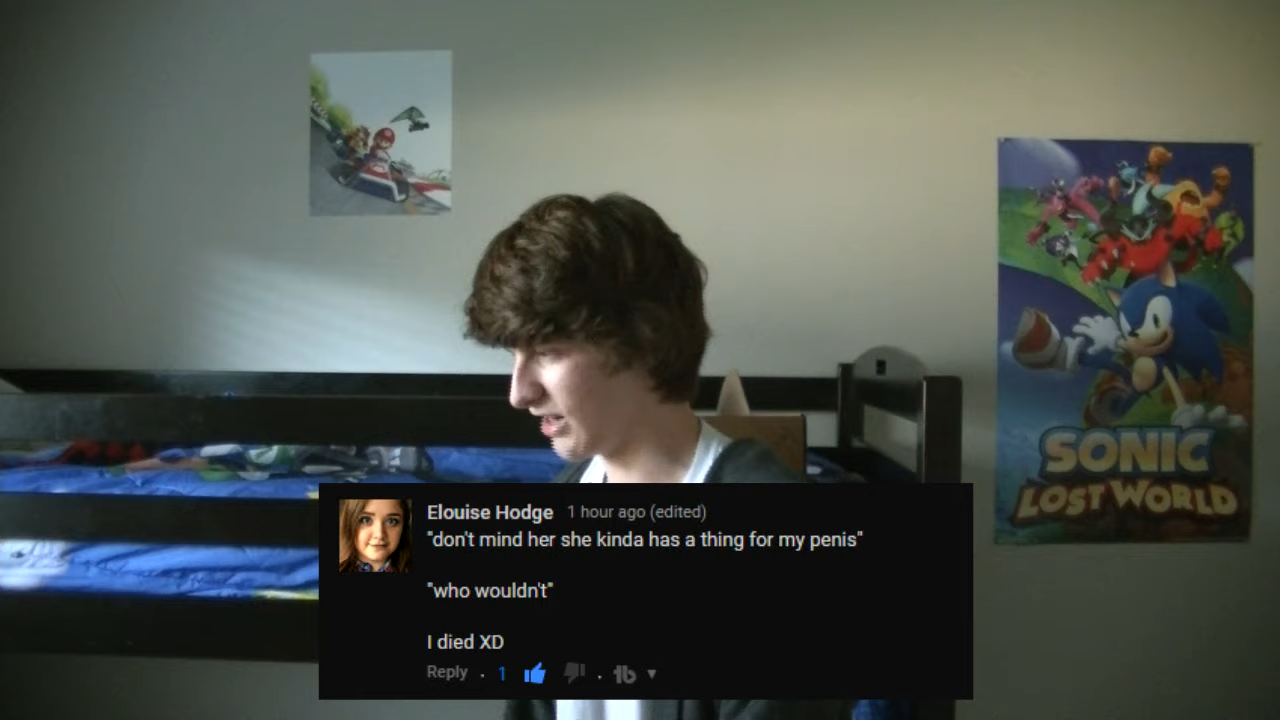 SONIC
LOST WORLD
Elouise Hodge 1 hour ago (edited)
"don't mind her she kinda has a thing for my penis"
"who wouldn't"
I died XD
Reply . 1 . tb ▼